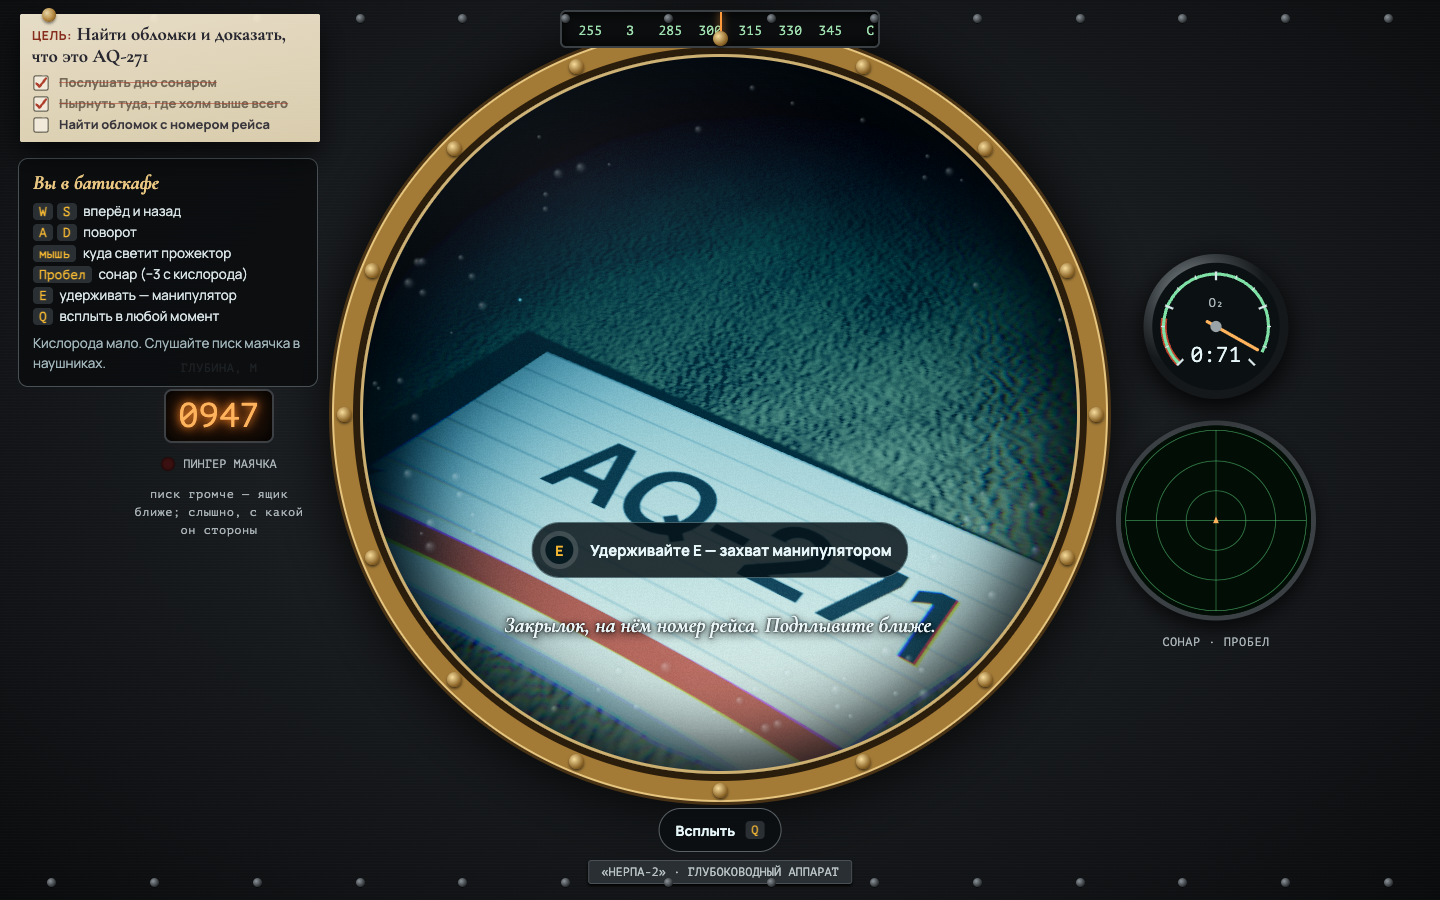 ЦЕЛЬ: Найти обломки и доказать,
что это AQ-271
Послушать дно сонаром
Нырнуть туда, где холм выше всего
Найти обломок с номером рейса
255 З 285 300 315 330 345 С
Вы в батискафе
W S вперёд и назад
A D поворот
мышь куда светит прожектор
Пробел сонар (−3 с кислорода)
E удерживать — манипулятор
Q всплыть в любой момент
Кислорода мало. Слушайте писк маячка в
наушниках.
ГЛУБИНА, М
0947
ПИНГЕР МАЯЧКА
писк громче — ящик
ближе; слышно, с какой
он стороны
AQ-271
E Удерживайте E — захват манипулятором
Закрылок, на нём номер рейса. Подплывите ближе.
O₂
0:71
СОНАР · ПРОБЕЛ
Всплыть Q
«НЕРПА-2» · ГЛУБОКОВОДНЫЙ АППАРАТ